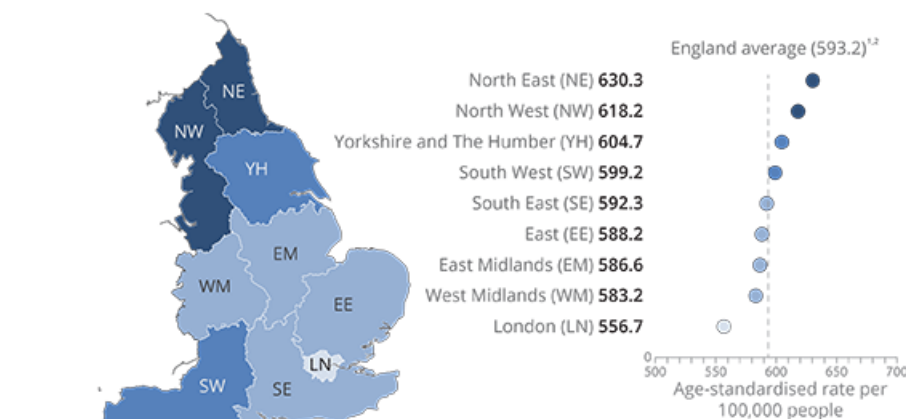 England average (593.2)¹,²
North East (NE) 630.3
North West (NW) 618.2
Yorkshire and The Humber (YH) 604.7
South West (SW) 599.2
South East (SE) 592.3
East (EE) 588.2
East Midlands (EM) 586.6
West Midlands (WM) 583.2
London (LN) 556.7
0
500 550 600 650 700
Age-standardised rate per
100,000 people
NE
NW
YH
EM
WM
EE
LN
SW
SE